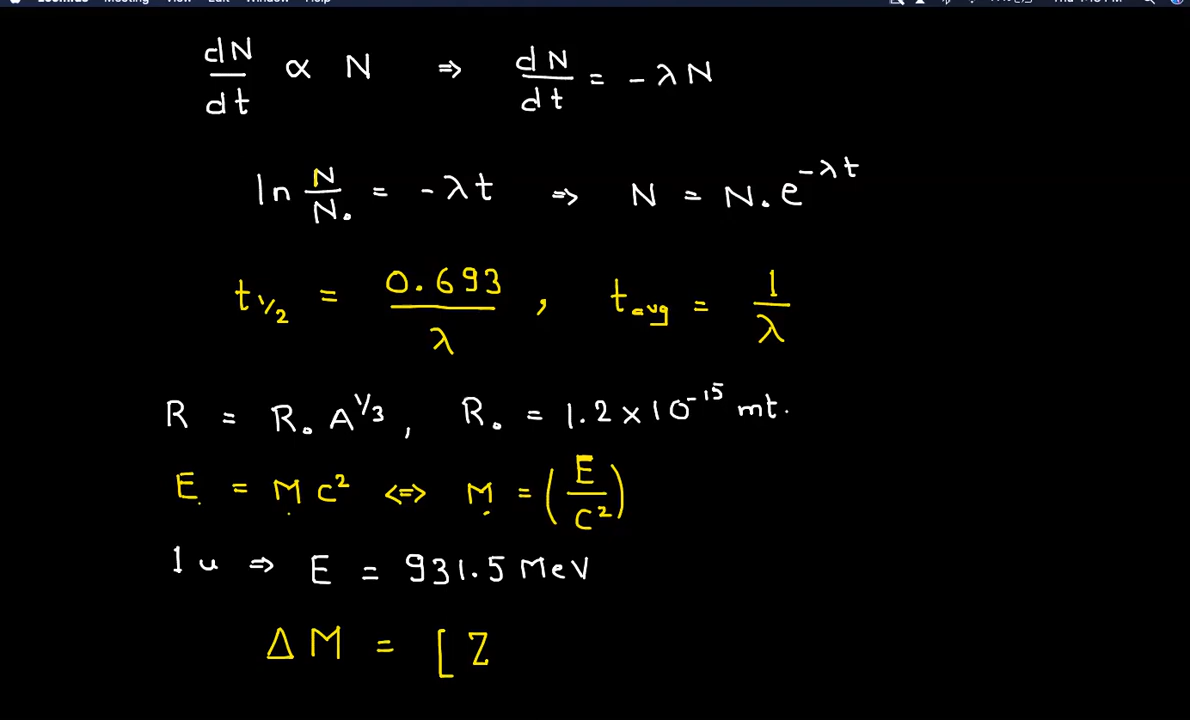 dN/dt ∝ N ⇒ dN/dt = -λN
ln N/N₀ = -λt ⇒ N = N₀e^-λt
t1/2 = 0.693/λ , tavg = 1/λ
R = R₀A^1/3, R₀ = 1.2×10^-15 mt.
E = Mc² <=> M = (E/c²)
1u ⇒ E = 931.5 MeV
ΔM = [Z